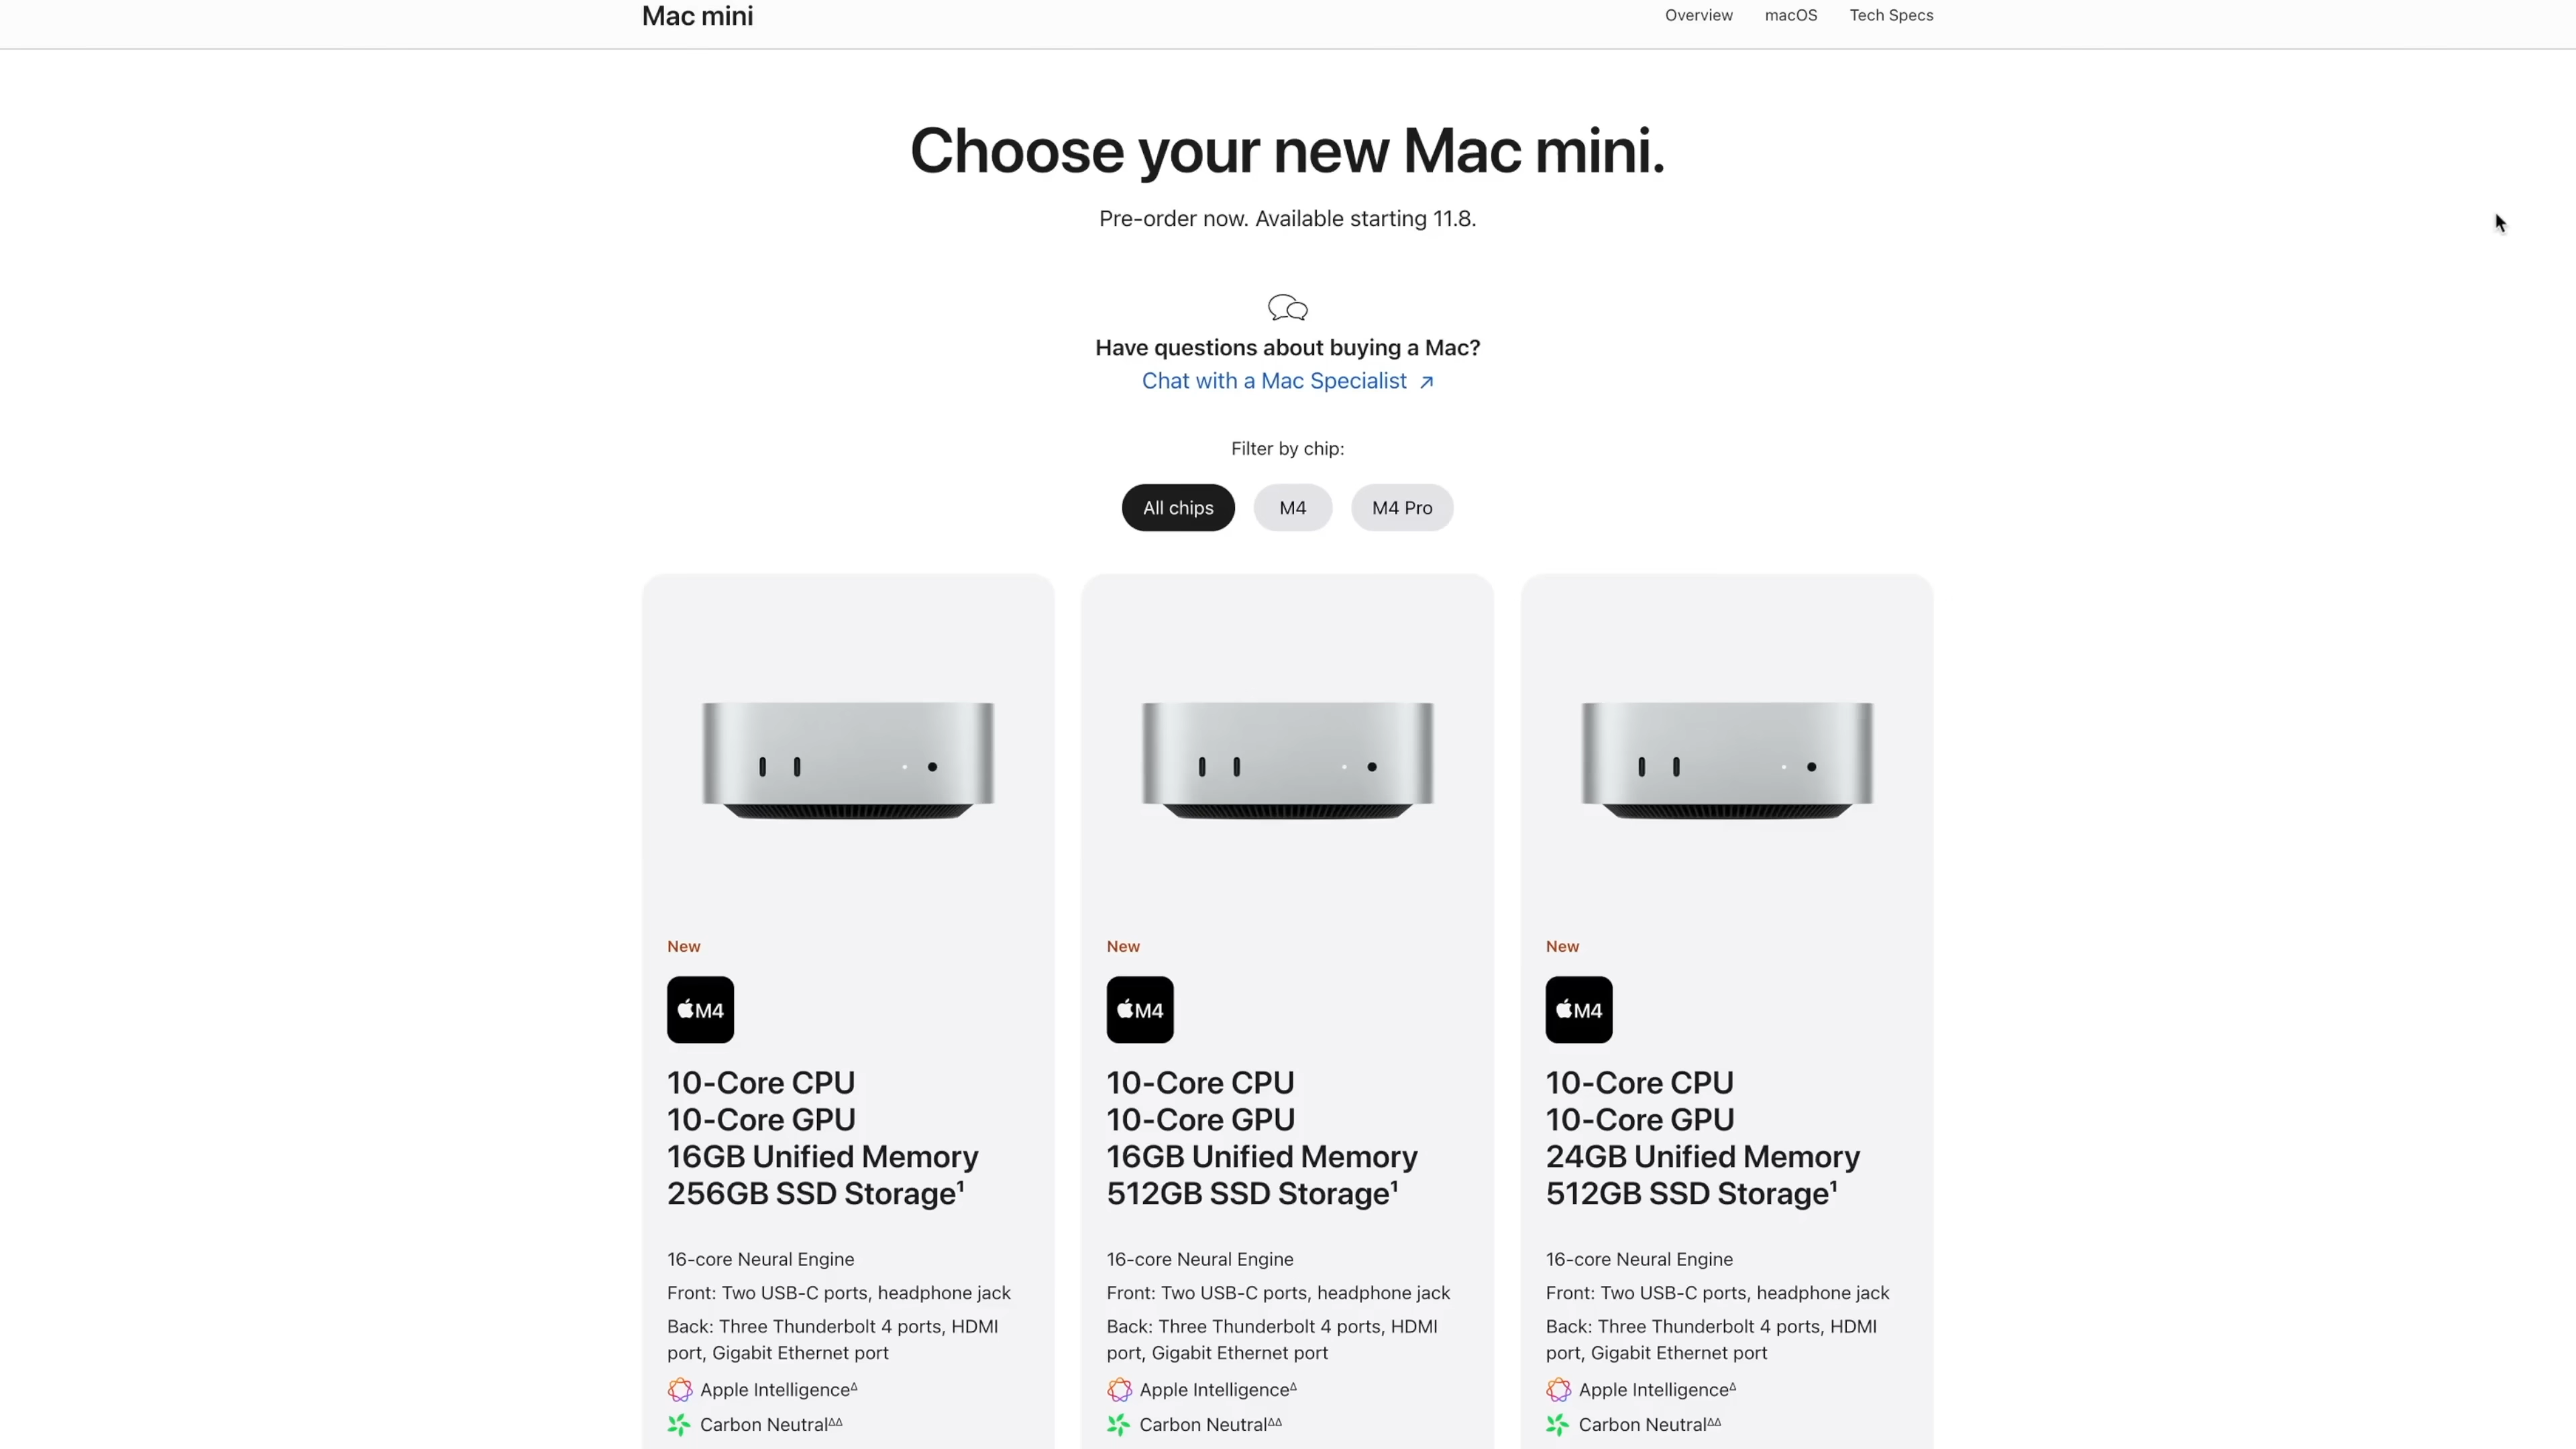 Mac mini
Overview
macOS
Tech Specs
Choose your new Mac mini.
Pre-order now. Available starting 11.8.
Have questions about buying a Mac?
Chat with a Mac Specialist ↗
Filter by chip:
All chips
M4
M4 Pro
New
M4
10-Core CPU
10-Core GPU
16GB Unified Memory
256GB SSD Storage¹
16-core Neural Engine
Front: Two USB-C ports, headphone jack
Back: Three Thunderbolt 4 ports, HDMI
port, Gigabit Ethernet port
Apple Intelligence∆
Carbon Neutral∆∆
New
M4
10-Core CPU
10-Core GPU
16GB Unified Memory
512GB SSD Storage¹
16-core Neural Engine
Front: Two USB-C ports, headphone jack
Back: Three Thunderbolt 4 ports, HDMI
port, Gigabit Ethernet port
Apple Intelligence∆
Carbon Neutral∆∆
New
M4
10-Core CPU
10-Core GPU
24GB Unified Memory
512GB SSD Storage¹
16-core Neural Engine
Front: Two USB-C ports, headphone jack
Back: Three Thunderbolt 4 ports, HDMI
port, Gigabit Ethernet port
Apple Intelligence∆
Carbon Neutral∆∆